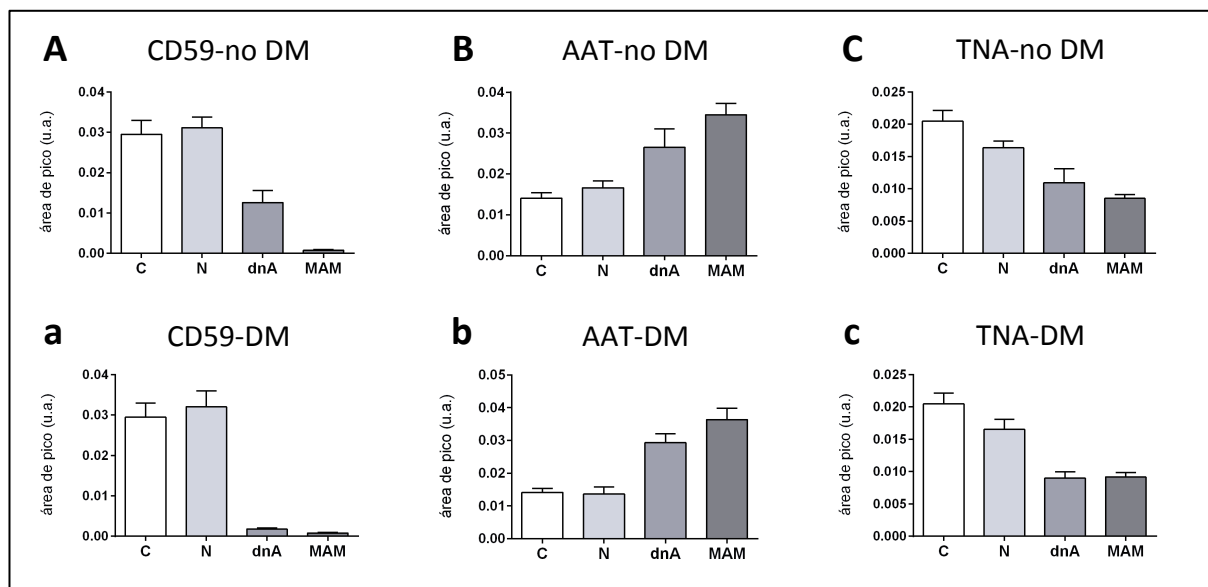 A CD59-no DM
área de pico (u.a.)
0.04
0.03
0.02
0.01
0.00
C N dnA MAM
B AAT-no DM
área de pico (u.a.)
0.04
0.03
0.02
0.01
0.00
C N dnA MAM
C TNA-no DM
área de pico (u.a.)
0.025
0.020
0.015
0.010
0.005
0.000
C N dnA MAM
a CD59-DM
área de pico (u.a.)
0.04
0.03
0.02
0.01
0.00
C N dnA MAM
b AAT-DM
área de pico (u.a.)
0.05
0.04
0.03
0.02
0.01
0.00
C N dnA MAM
c TNA-DM
área de pico (u.a.)
0.025
0.020
0.015
0.010
0.005
0.000
C N dnA MAM